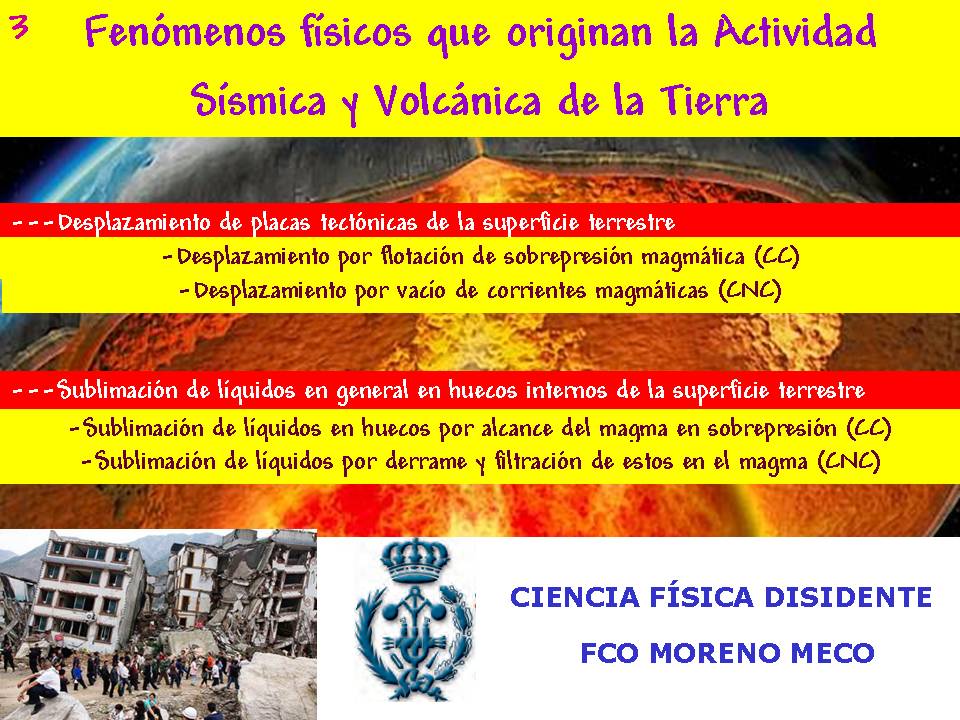 3
Fenómenos físicos que originan la Actividad
Sísmica y Volcánica de la Tierra
---Desplazamiento de placas tectónicas de la superficie terrestre
-Desplazamiento por flotación de sobrepresión magmática (CC)
-Desplazamiento por vacío de corrientes magmáticas (CNC)
---Sublimación de líquidos en general en huecos internos de la superficie terrestre
-Sublimación de líquidos en huecos por alcance del magma en sobrepresión (CC)
-Sublimación de líquidos por derrame y filtración de estos en el magma (CNC)
CIENCIA FÍSICA DISIDENTE
FCO MORENO MECO